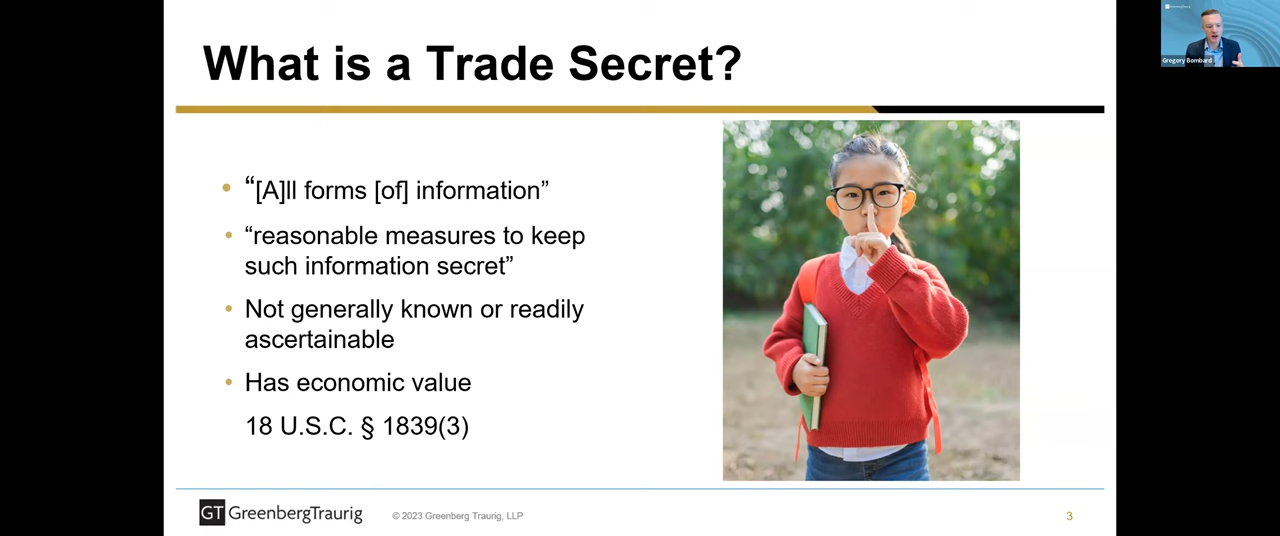 What is a Trade Secret?
“[A]ll forms [of] information”
“reasonable measures to keep
such information secret”
Not generally known or readily
ascertainable
Has economic value
18 U.S.C. § 1839(3)
GT GreenbergTraurig
© 2023 Greenberg Traurig, LLP
3
Gregory Bombard